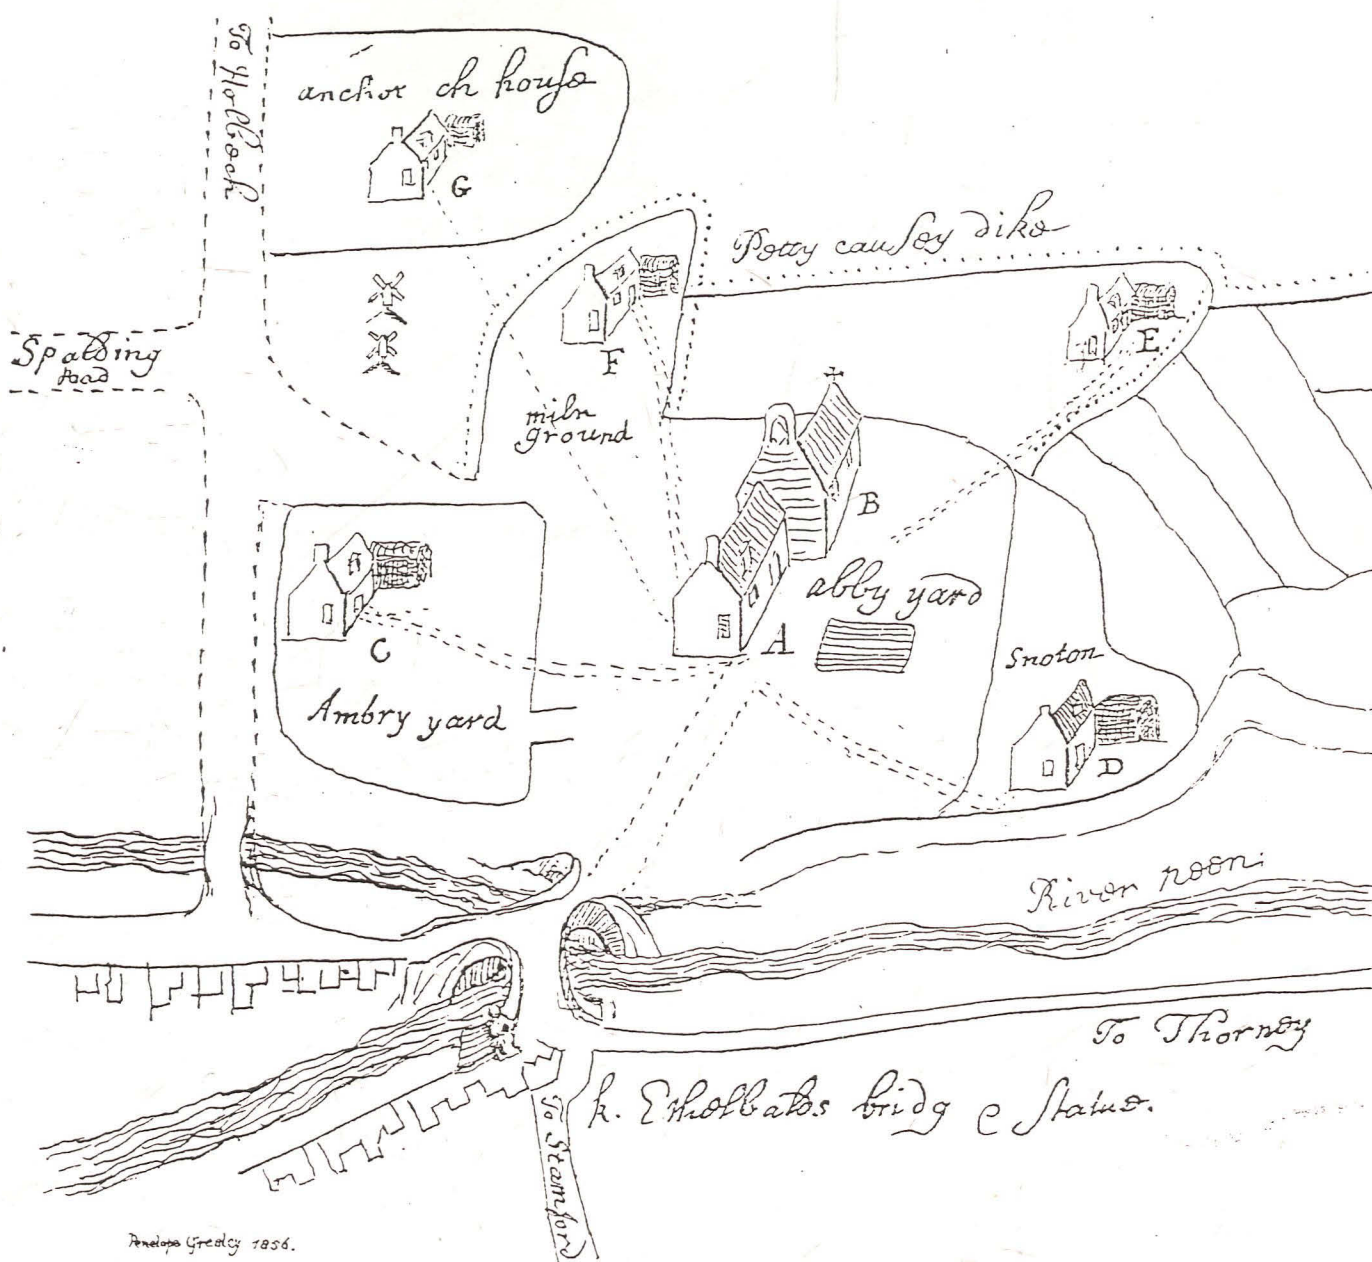 To Holbech
anchor ch house
G
Petty causey dike
Spalding
Road
F
E
miln
ground
B
abby yard
A
C
Snoton
Ambry yard
D
River neen
To Thorney
k. Ethelbalds bridg & statue.
To Stamford
Penelope Gresley 1856.